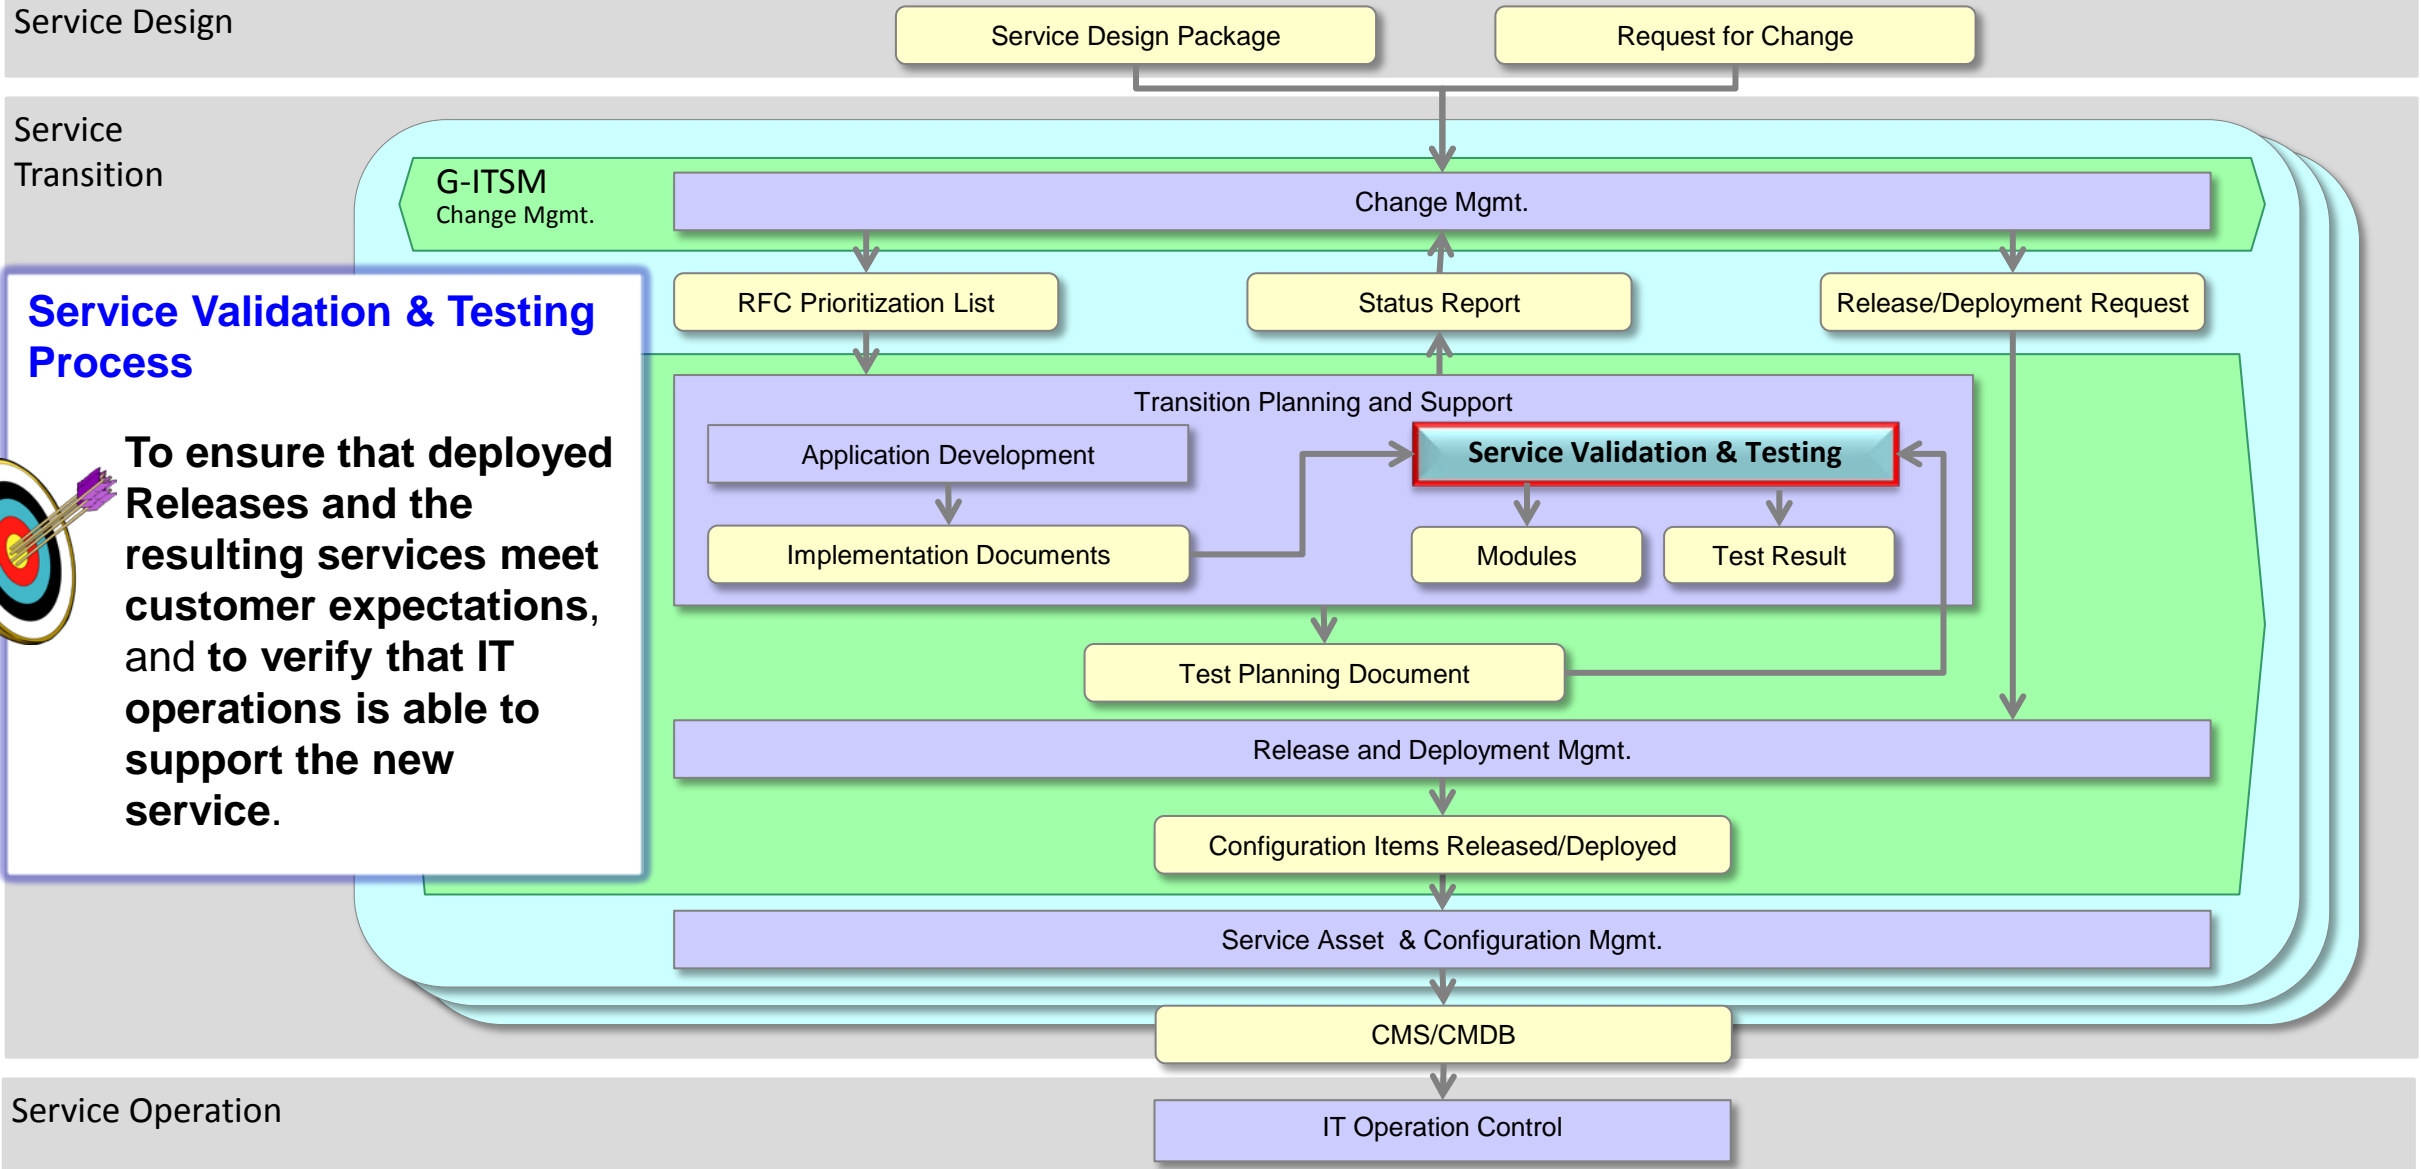 Service Design
Service Design Package
Request for Change
Service
Transition
G-ITSM
Change Mgmt.
Change Mgmt.
RFC Prioritization List
Status Report
Release/Deployment Request
Service Validation & Testing
Process
To ensure that deployed
Releases and the
resulting services meet
customer expectations,
and to verify that IT
operations is able to
support the new
service.
Transition Planning and Support
Application Development
Service Validation & Testing
Implementation Documents
Modules
Test Result
Test Planning Document
Release and Deployment Mgmt.
Configuration Items Released/Deployed
Service Asset & Configuration Mgmt.
CMS/CMDB
Service Operation
IT Operation Control